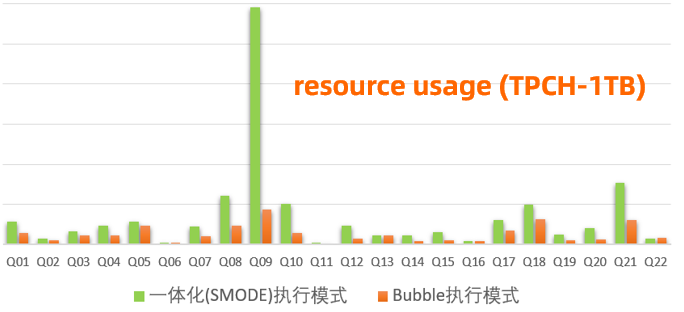 resource usage (TPCH-1TB)
Q01 Q02 Q03 Q04 Q05 Q06 Q07 Q08 Q09 Q10 Q11 Q12 Q13 Q14 Q15 Q16 Q17 Q18 Q19 Q20 Q21 Q22
一体化(SMODE)执行模式 Bubble执行模式